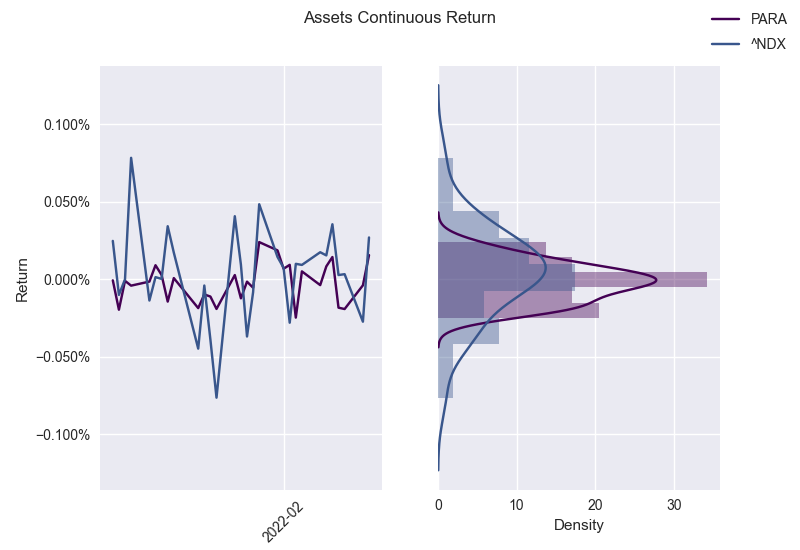 Assets Continuous Return
PARA
^NDX
Return
0.100%
0.050%
0.000%
−0.050%
−0.100%
2022-02
0
10
20
30
Density